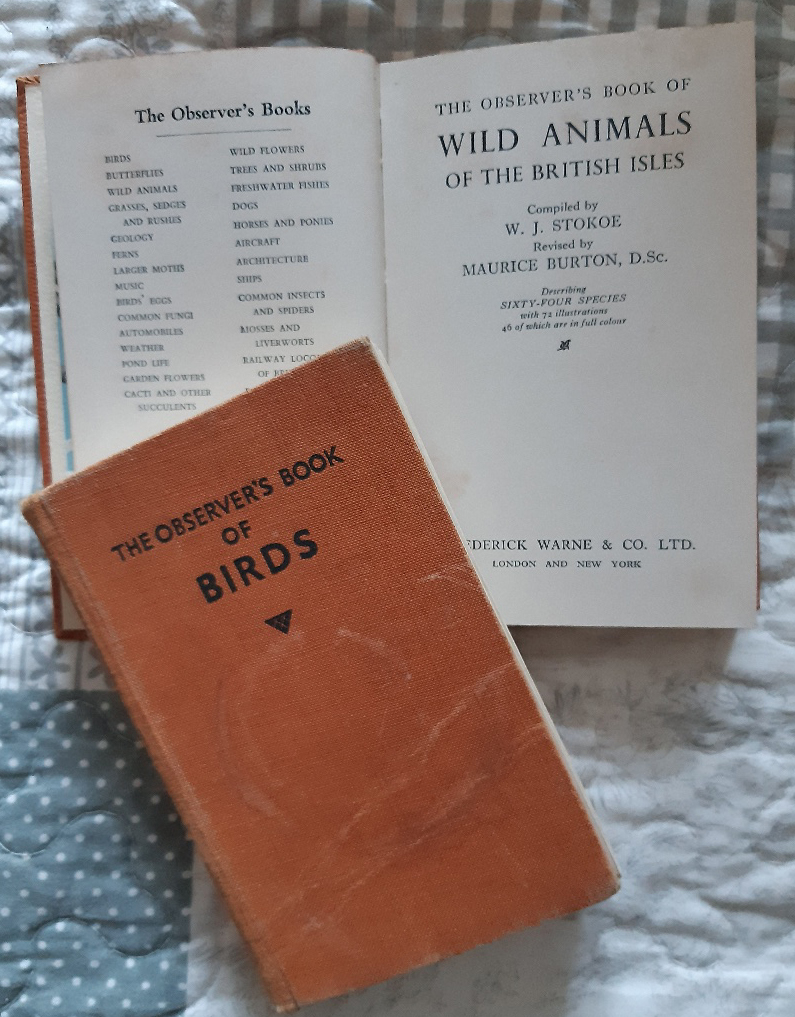 The Observer's Books
BIRDS
BUTTERFLIES
WILD ANIMALS
GRASSES, SEDGES
AND RUSHES
GEOLOGY
FERNS
LARGER MOTHS
MUSIC
BIRDS' EGGS
COMMON FUNGI
AUTOMOBILES
WEATHER
POND LIFE
GARDEN FLOWERS
CACTI AND OTHER
SUCCULENTS
WILD FLOWERS
TREES AND SHRUBS
FRESHWATER FISHES
DOGS
HORSES AND PONIES
AIRCRAFT
ARCHITECTURE
SHIPS
COMMON INSECTS
AND SPIDERS
MOSSES AND
LIVERWORTS
RAILWAY
OF
THE OBSERVER'S BOOK OF
WILD ANIMALS
OF THE BRITISH ISLES
Compiled by
W. J. STOKOE
Revised by
MAURICE BURTON, D.Sc.
Describing
SIXTY-FOUR SPECIES
with 72 illustrations
46 of which are in full colour
DERICK WARNE & CO. LTD.
LONDON AND NEW YORK
THE OBSERVER'S BOOK
OF
BIRDS